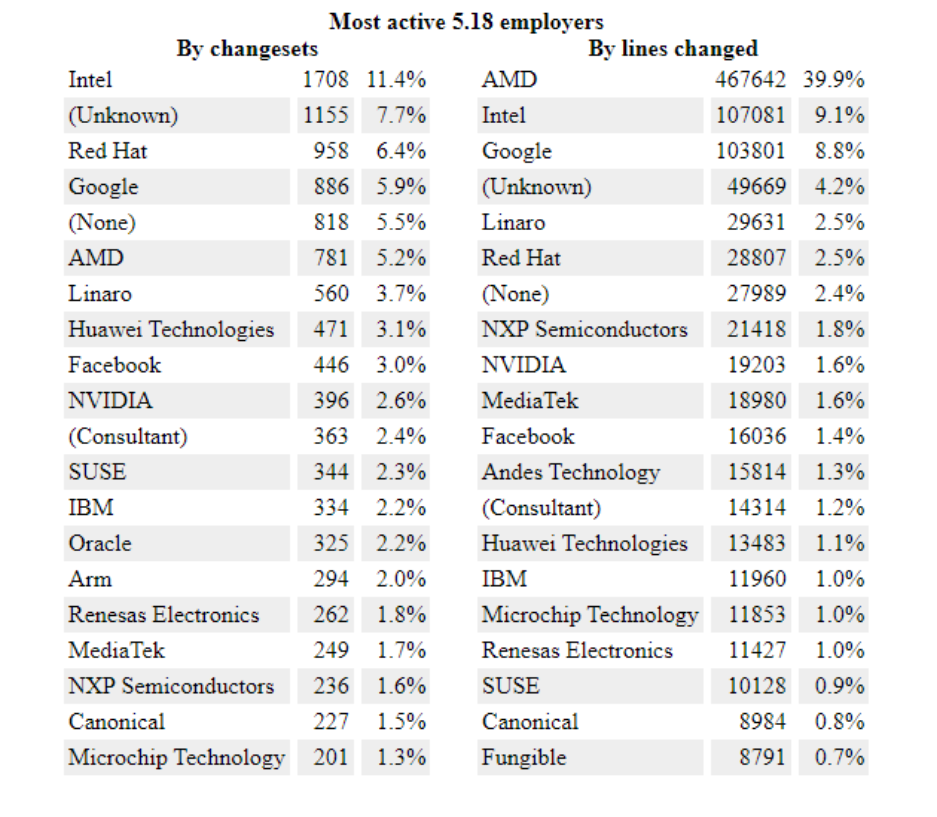 Most active 5.18 employers
By changesets By lines changed
Intel 1708 11.4% AMD 467642 39.9%
(Unknown) 1155 7.7% Intel 107081 9.1%
Red Hat 958 6.4% Google 103801 8.8%
Google 886 5.9% (Unknown) 49669 4.2%
(None) 818 5.5% Linaro 29631 2.5%
AMD 781 5.2% Red Hat 28807 2.5%
Linaro 560 3.7% (None) 27989 2.4%
Huawei Technologies 471 3.1% NXP Semiconductors 21418 1.8%
Facebook 446 3.0% NVIDIA 19203 1.6%
NVIDIA 396 2.6% MediaTek 18980 1.6%
(Consultant) 363 2.4% Facebook 16036 1.4%
SUSE 344 2.3% Andes Technology 15814 1.3%
IBM 334 2.2% (Consultant) 14314 1.2%
Oracle 325 2.2% Huawei Technologies 13483 1.1%
Arm 294 2.0% IBM 11960 1.0%
Renesas Electronics 262 1.8% Microchip Technology 11853 1.0%
MediaTek 249 1.7% Renesas Electronics 11427 1.0%
NXP Semiconductors 236 1.6% SUSE 10128 0.9%
Canonical 227 1.5% Canonical 8984 0.8%
Microchip Technology 201 1.3% Fungible 8791 0.7%